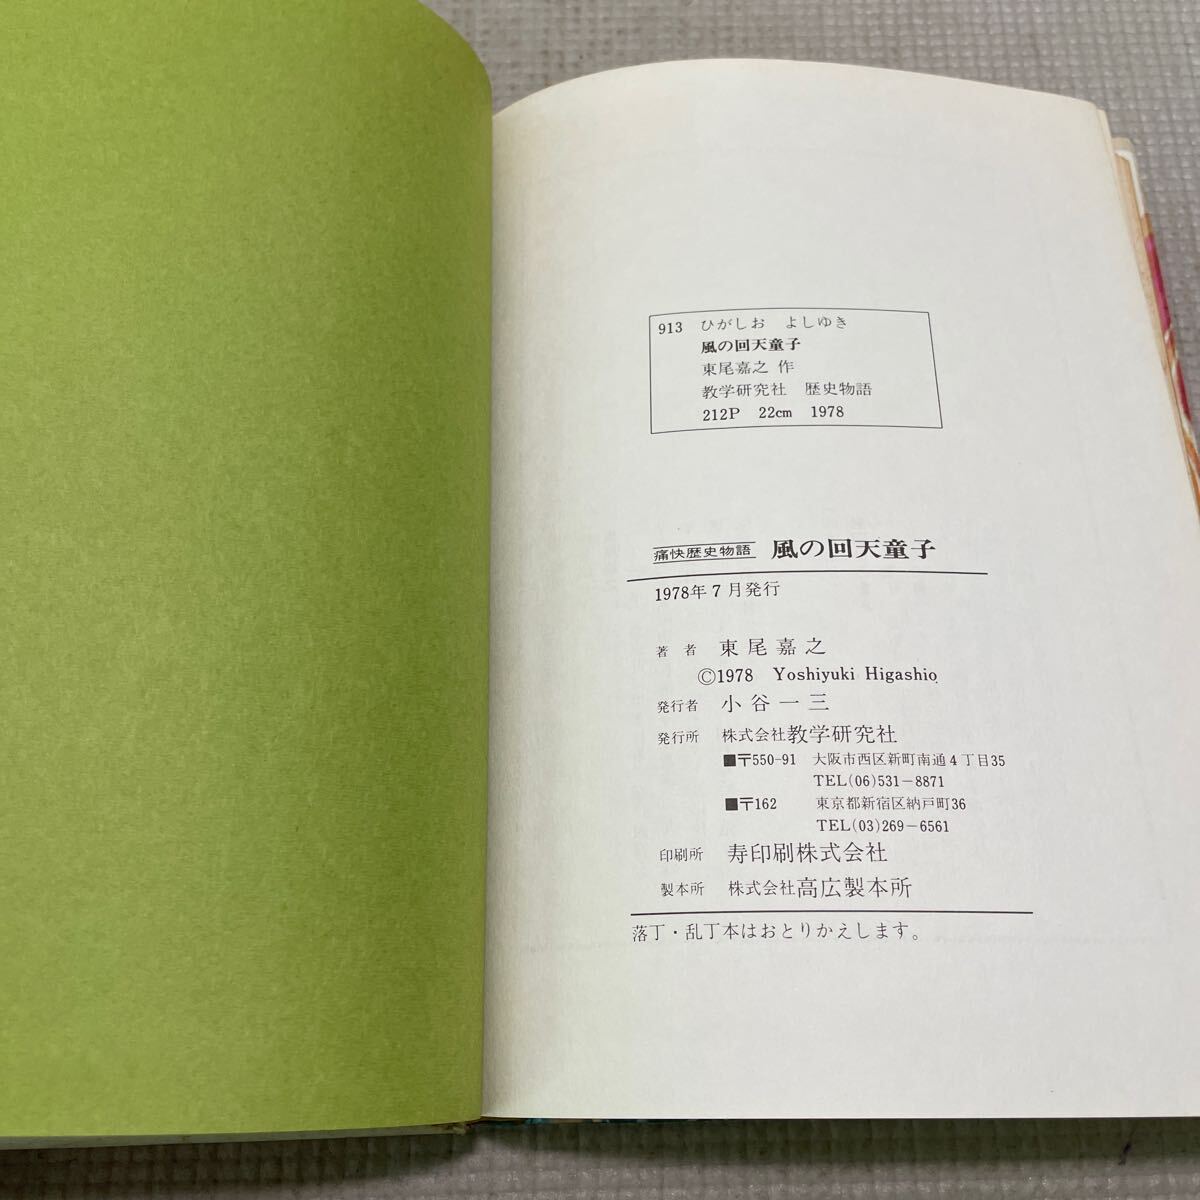 913 ひがしお よしゆき
風の回天童子
東尾嘉之 作
教学研究社 歴史物語
212P 22cm 1978
痛快歴史物語 風の回天童子
1978年7月発行
著者 東尾嘉之
©1978 Yoshiyuki Higashio
発行者 小谷一三
発行所 株式会社教学研究社
■〒550-91 大阪市西区新町南通4丁目35
TEL(06)531-8871
■〒162 東京都新宿区納戸町36
TEL(03)269-6561
印刷所 寿印刷株式会社
製本所 株式会社高広製本所
落丁・乱丁本はおとりかえします。